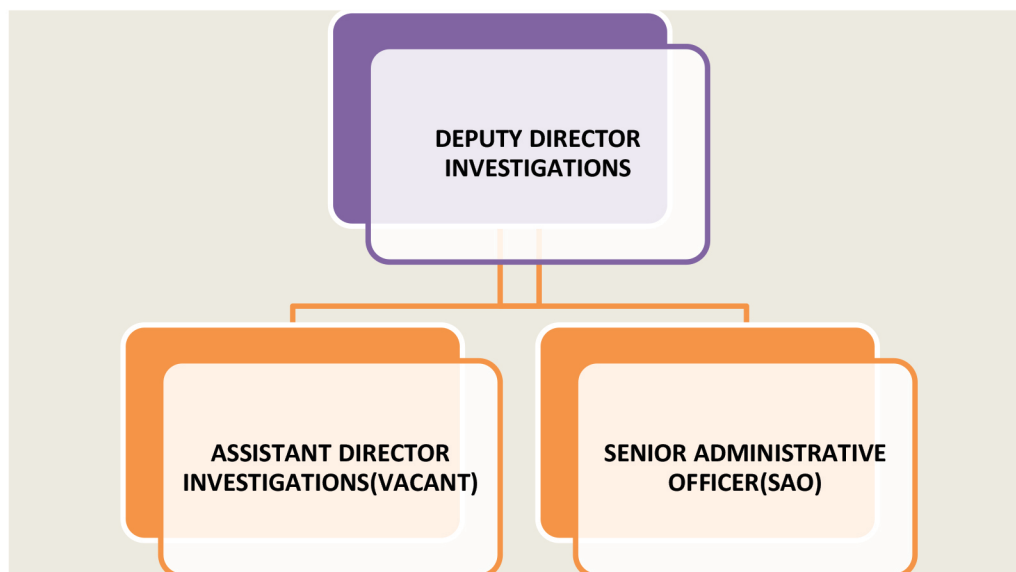 DEPUTY DIRECTOR
INVESTIGATIONS
ASSISTANT DIRECTOR
INVESTIGATIONS(VACANT)
SENIOR ADMINISTRATIVE
OFFICER(SAO)